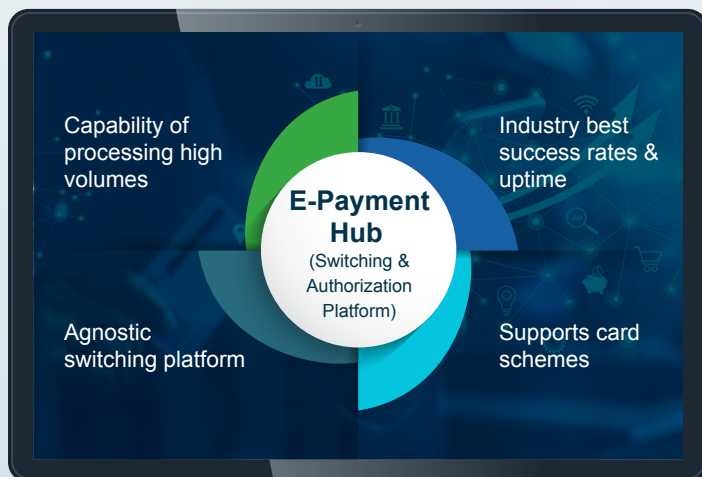 Capability of
processing high
volumes
Industry best
success rates &
uptime
E-Payment
Hub
(Switching &
Authorization
Platform)
Agnostic
switching platform
Supports card
schemes